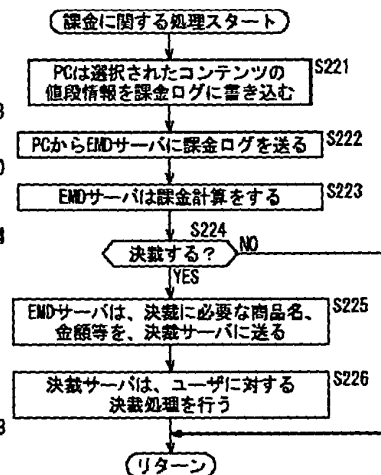 課金に関する処理スタート
PCは選択されたコンテンツの
値段情報を課金ログに書き込む
S221
PCからEMDサーバに課金ログを送る
S222
EMDサーバは課金計算をする
S223
S224
決裁する?
NO
YES
EMDサーバは、決裁に必要な商品名、
金額等を、決裁サーバに送る
S225
決裁サーバは、ユーザに対する
決裁処理を行う
S226
リターン